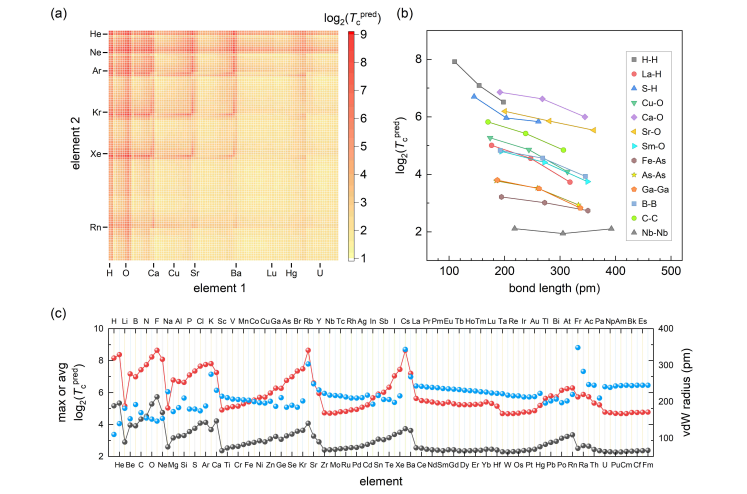 (a)
log2(Tc^pred)
He
Ne
Ar
Kr
Xe
Rn
element 2
H O Ca Cu Sr Ba Lu Hg U
element 1
9
8
7
6
5
4
3
2
1
(b)
8
6
4
2
log2(Tc^pred)
100 200 300 400 500
bond length (pm)
H-H
La-H
S-H
Cu-O
Ca-O
Sr-O
Sm-O
Fe-As
As-As
Ga-Ga
B-B
C-C
Nb-Nb
(c)
H Li B N F Na Al P Cl K Sc V Mn Co Cu Ga As Br Rb Y Nb Tc Rh Ag In Sb I Cs La Pr Pm Eu Tb Ho Tm Lu Ta Re Ir Au Tl Bi At Fr Ac Pa Np Am Bk Es
10
8
6
4
2
max or avg
log2(Tc^pred)
400
300
200
100
vdW radius (pm)
He Be C O Ne Mg Si S Ar Ca Ti Cr Fe Ni Zn Ge Se Kr Sr Zr Mo Ru Pd Cd Sn Te Xe Ba Ce Nd Sm Gd Dy Er Yb Hf W Os Pt Hg Pb Po Rn Ra Th U Pu Cm Cf Fm
element